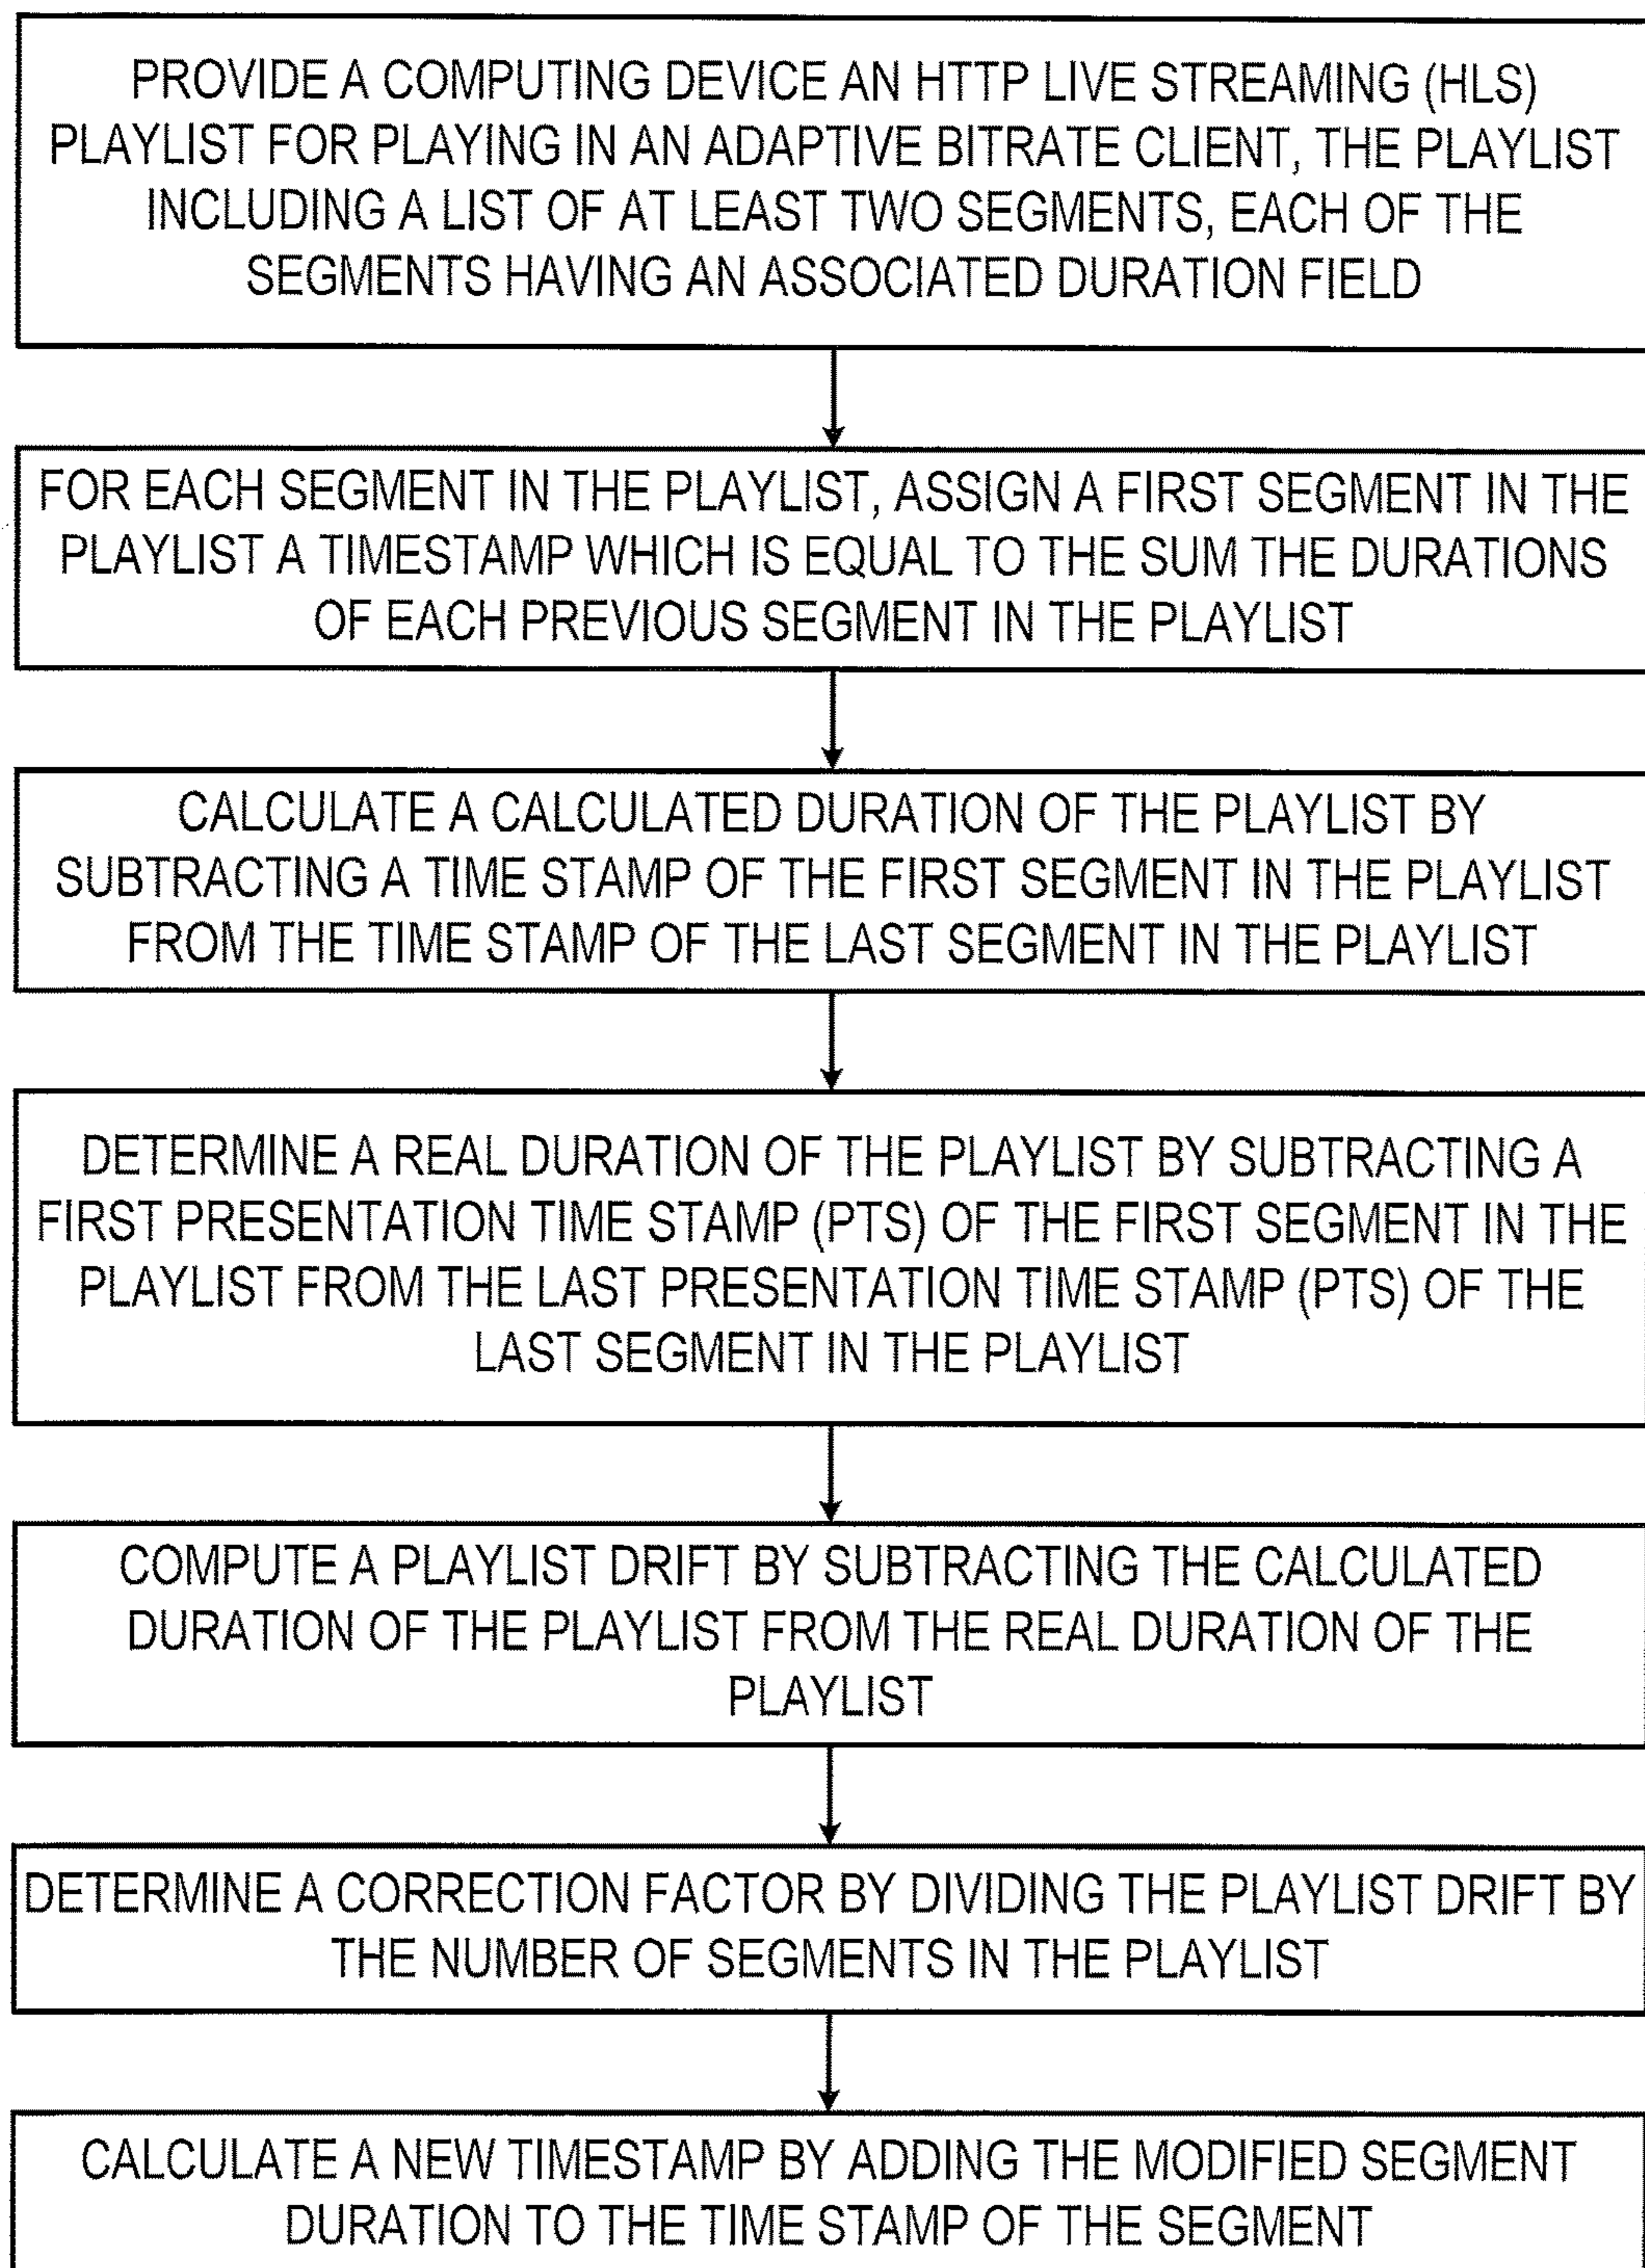 PROVIDE A COMPUTING DEVICE AN HTTP LIVE STREAMING (HLS)
PLAYLIST FOR PLAYING IN AN ADAPTIVE BITRATE CLIENT, THE PLAYLIST
INCLUDING A LIST OF AT LEAST TWO SEGMENTS, EACH OF THE
SEGMENTS HAVING AN ASSOCIATED DURATION FIELD
FOR EACH SEGMENT IN THE PLAYLIST, ASSIGN A FIRST SEGMENT IN THE
PLAYLIST A TIMESTAMP WHICH IS EQUAL TO THE SUM THE DURATIONS
OF EACH PREVIOUS SEGMENT IN THE PLAYLIST
CALCULATE A CALCULATED DURATION OF THE PLAYLIST BY
SUBTRACTING A TIME STAMP OF THE FIRST SEGMENT IN THE PLAYLIST
FROM THE TIME STAMP OF THE LAST SEGMENT IN THE PLAYLIST
DETERMINE A REAL DURATION OF THE PLAYLIST BY SUBTRACTING A
FIRST PRESENTATION TIME STAMP (PTS) OF THE FIRST SEGMENT IN THE
PLAYLIST FROM THE LAST PRESENTATION TIME STAMP (PTS) OF THE
LAST SEGMENT IN THE PLAYLIST
COMPUTE A PLAYLIST DRIFT BY SUBTRACTING THE CALCULATED
DURATION OF THE PLAYLIST FROM THE REAL DURATION OF THE
PLAYLIST
DETERMINE A CORRECTION FACTOR BY DIVIDING THE PLAYLIST DRIFT BY
THE NUMBER OF SEGMENTS IN THE PLAYLIST
CALCULATE A NEW TIMESTAMP BY ADDING THE MODIFIED SEGMENT
DURATION TO THE TIME STAMP OF THE SEGMENT